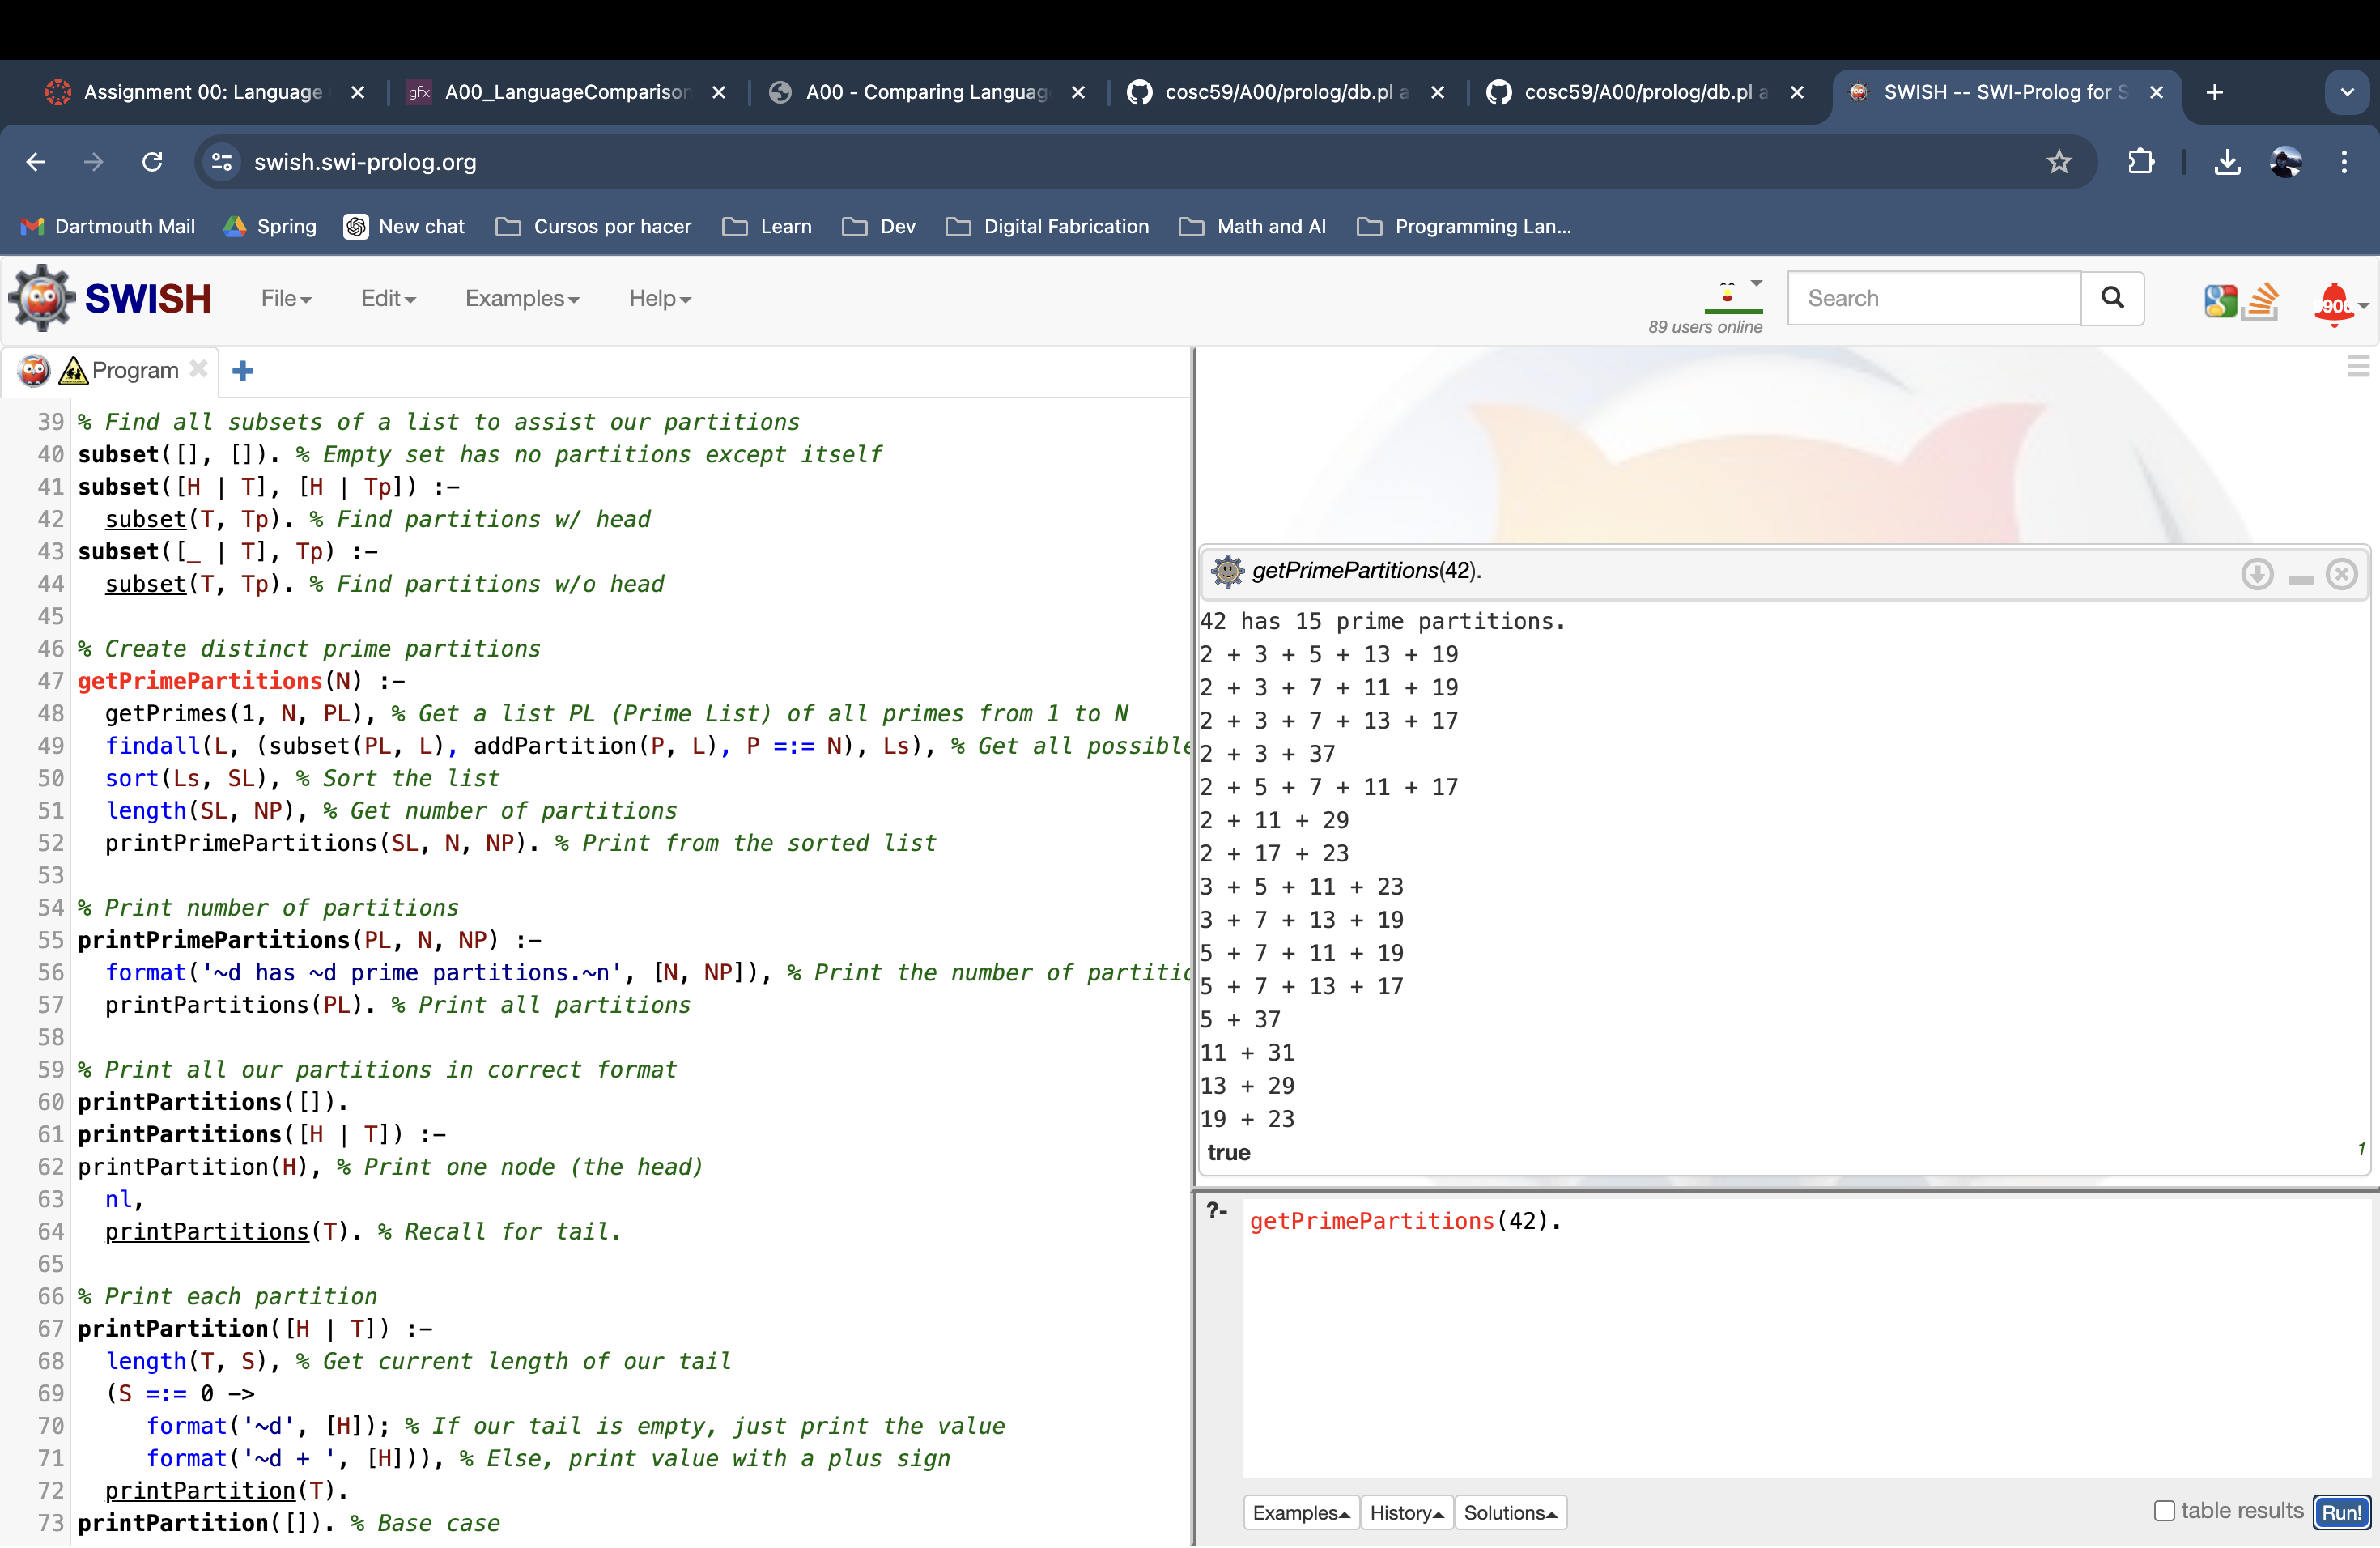 Assignment 00: Language
A00_LanguageComparison
A00 - Comparing Languag
cosc59/A00/prolog/db.pl a
cosc59/A00/prolog/db.pl a
SWISH -- SWI-Prolog for S
swish.swi-prolog.org
Dartmouth Mail
Spring
New chat
Cursos por hacer
Learn
Dev
Digital Fabrication
Math and AI
Programming Lan...
SWISH
File
Edit
Examples
Help
89 users online
Search
Program
39 % Find all subsets of a list to assist our partitions
40 subset([], []). % Empty set has no partitions except itself
41 subset([H | T], [H | Tp]) :-
42   subset(T, Tp). % Find partitions w/ head
43 subset([_ | T], Tp) :-
44   subset(T, Tp). % Find partitions w/o head
45
46 % Create distinct prime partitions
47 getPrimePartitions(N) :-
48   getPrimes(1, N, PL), % Get a list PL (Prime List) of all primes from 1 to N
49   findall(L, (subset(PL, L), addPartition(P, L), P =:= N), Ls), % Get all possible
50   sort(Ls, SL), % Sort the list
51   length(SL, NP), % Get number of partitions
52   printPrimePartitions(SL, N, NP). % Print from the sorted list
53
54 % Print number of partitions
55 printPrimePartitions(PL, N, NP) :-
56   format('~d has ~d prime partitions.~n', [N, NP]), % Print the number of partitio
57   printPartitions(PL). % Print all partitions
58
59 % Print all our partitions in correct format
60 printPartitions([]).
61 printPartitions([H | T]) :-
62 printPartition(H), % Print one node (the head)
63   nl,
64   printPartitions(T). % Recall for tail.
65
66 % Print each partition
67 printPartition([H | T]) :-
68   length(T, S), % Get current length of our tail
69   (S =:= 0 ->
70      format('~d', [H]); % If our tail is empty, just print the value
71      format('~d + ', [H])), % Else, print value with a plus sign
72   printPartition(T).
73 printPartition([]). % Base case
getPrimePartitions(42).
42 has 15 prime partitions.
2 + 3 + 5 + 13 + 19
2 + 3 + 7 + 11 + 19
2 + 3 + 7 + 13 + 17
2 + 3 + 37
2 + 5 + 7 + 11 + 17
2 + 11 + 29
2 + 17 + 23
3 + 5 + 11 + 23
3 + 7 + 13 + 19
5 + 7 + 11 + 19
5 + 7 + 13 + 17
5 + 37
11 + 31
13 + 29
19 + 23
true
1
?- getPrimePartitions(42).
Examples
History
Solutions
table results
Run!